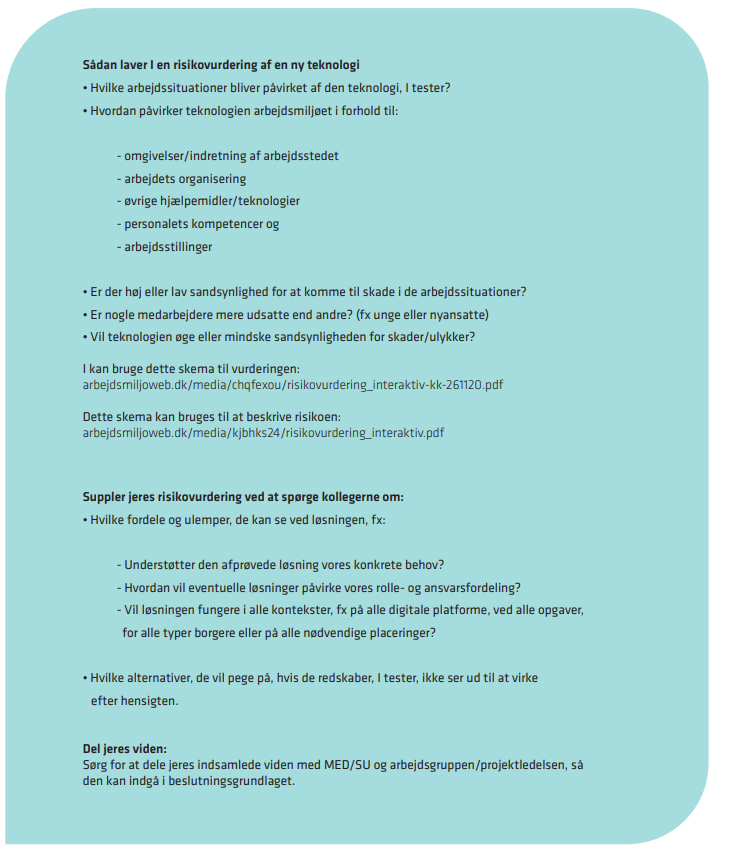 Sådan laver I en risikovurdering af en ny teknologi
• Hvilke arbejdssituationer bliver påvirket af den teknologi, I tester?
• Hvordan påvirker teknologien arbejdsmiljøet i forhold til:
- omgivelser/indretning af arbejdsstedet
- arbejdets organisering
- øvrige hjælpemidler/teknologier
- personalets kompetencer og
- arbejdsstillinger
• Er der høj eller lav sandsynlighed for at komme til skade i de arbejdssituationer?
• Er nogle medarbejdere mere udsatte end andre? (fx unge eller nyansatte)
• Vil teknologien øge eller mindske sandsynligheden for skader/ulykker?
I kan bruge dette skema til vurderingen:
arbejdsmiljoweb.dk/media/chqfexou/risikovurdering_interaktiv-kk-261120.pdf
Dette skema kan bruges til at beskrive risikoen:
arbejdsmiljoweb.dk/media/kjbhks24/risikovurdering_interaktiv.pdf
Suppler jeres risikovurdering ved at spørge kollegerne om:
• Hvilke fordele og ulemper, de kan se ved løsningen, fx:
- Understøtter den afprøvede løsning vores konkrete behov?
- Hvordan vil eventuelle løsninger påvirke vores rolle- og ansvarsfordeling?
- Vil løsningen fungere i alle kontekster, fx på alle digitale platforme, ved alle opgaver,
for alle typer borgere eller på alle nødvendige placeringer?
• Hvilke alternativer, de vil pege på, hvis de redskaber, I tester, ikke ser ud til at virke
efter hensigten.
Del jeres viden:
Sørg for at dele jeres indsamlede viden med MED/SU og arbejdsgruppen/projektledelsen, så
den kan indgå i beslutningsgrundlaget.